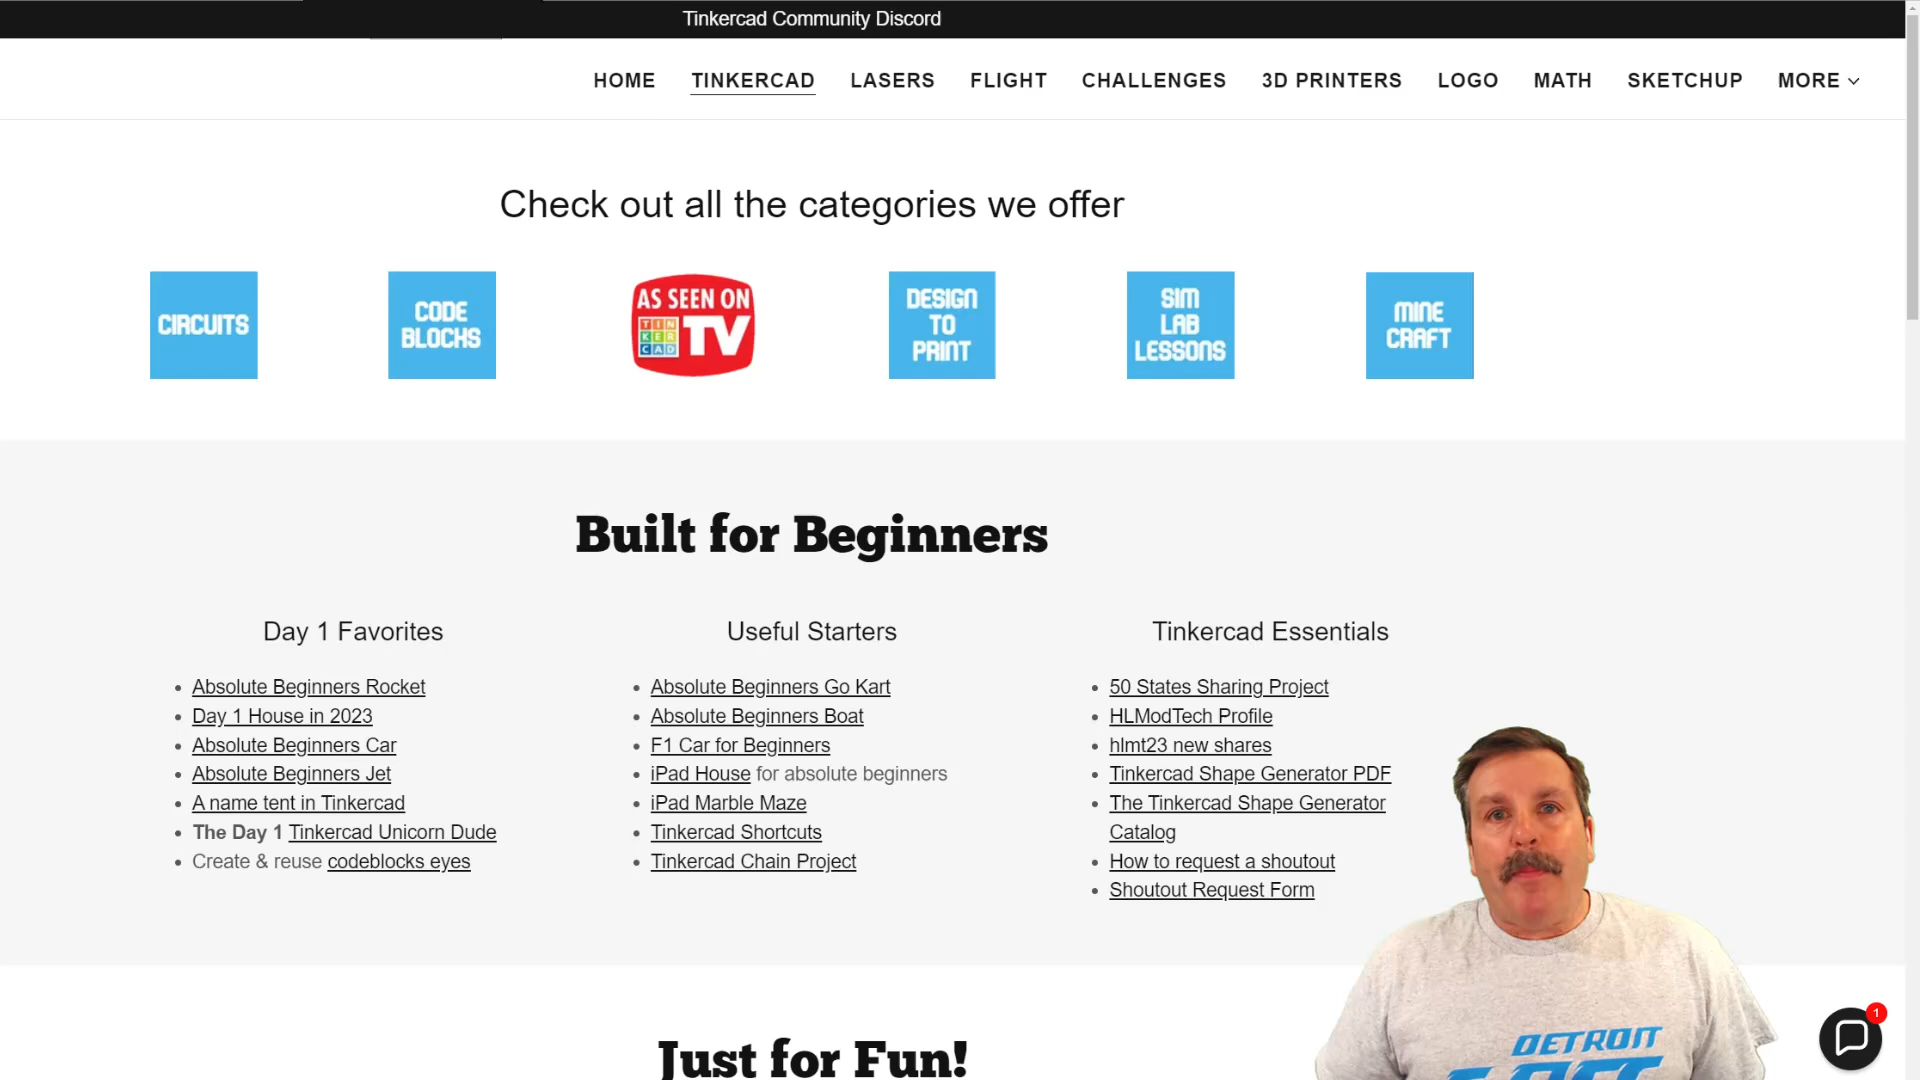 Tinkercad Community Discord
HOME TINKERCAD LASERS FLIGHT CHALLENGES 3D PRINTERS LOGO MATH SKETCHUP MORE
Check out all the categories we offer
CIRCUITS
CODE
BLOCKS
AS SEEN ON
TIN
KER
CAD
TV
DESIGN
TO
PRINT
SIM
LAB
LESSONS
MINE
CRAFT
Built for Beginners
Day 1 Favorites
Absolute Beginners Rocket
Day 1 House in 2023
Absolute Beginners Car
Absolute Beginners Jet
A name tent in Tinkercad
The Day 1 Tinkercad Unicorn Dude
Create & reuse codeblocks eyes
Useful Starters
Absolute Beginners Go Kart
Absolute Beginners Boat
F1 Car for Beginners
iPad House for absolute beginners
iPad Marble Maze
Tinkercad Shortcuts
Tinkercad Chain Project
Tinkercad Essentials
50 States Sharing Project
HLModTech Profile
hlmt23 new shares
Tinkercad Shape Generator PDF
The Tinkercad Shape Generator
Catalog
How to request a shoutout
Shoutout Request Form
Just for Fun!
DETROIT
1